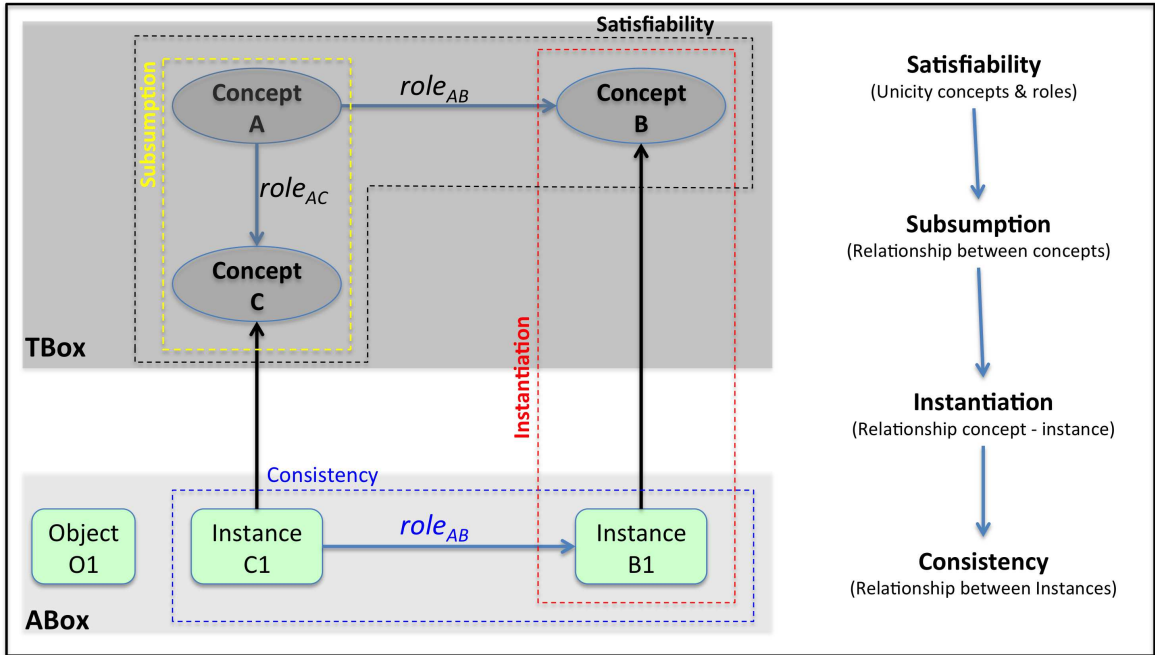 Satisfiability
Subsumption
Concept
A
role_AB
Concept
B
role_AC
Concept
C
TBox
Instantiation
Consistency
Object
O1
Instance
C1
role_AB
Instance
B1
ABox
Satisfiability
(Unicity concepts & roles)
Subsumption
(Relationship between concepts)
Instantiation
(Relationship concept - instance)
Consistency
(Relationship between Instances)